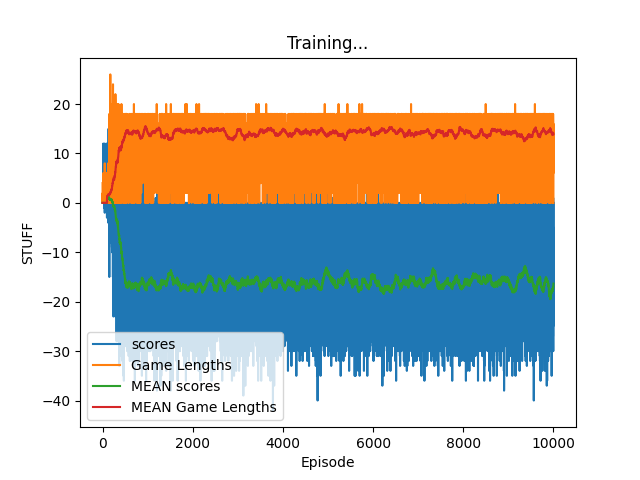 Training...
STUFF
20
10
0
−10
−20
−30
−40
scores
Game Lengths
MEAN scores
MEAN Game Lengths
0
2000
4000
6000
8000
10000
Episode